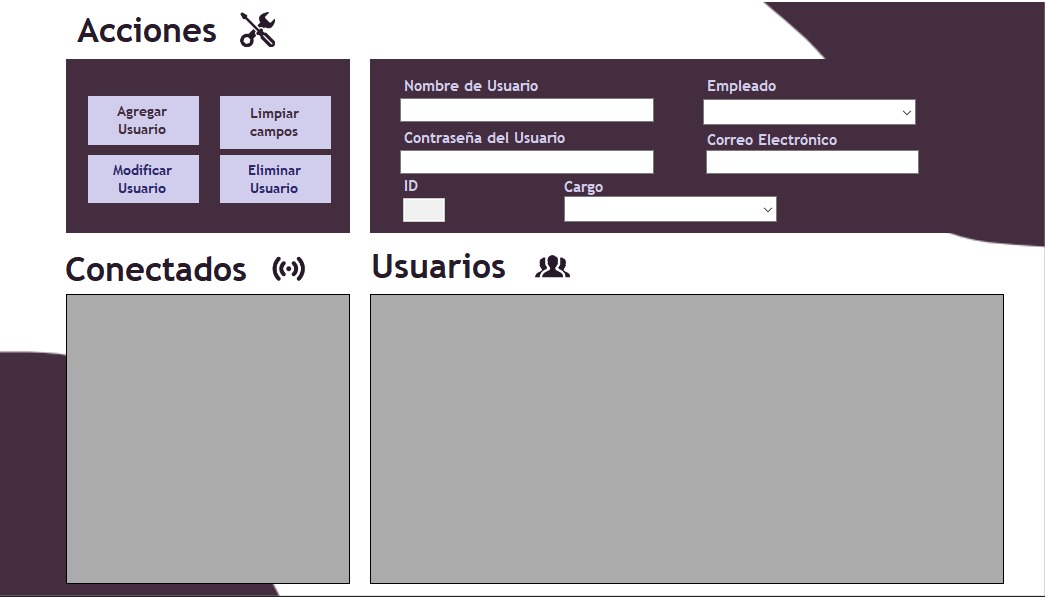 Acciones
Agregar
Usuario
Limpiar
campos
Modificar
Usuario
Eliminar
Usuario
Nombre de Usuario
Empleado
Contraseña del Usuario
Correo Electrónico
ID
Cargo
Conectados
Usuarios